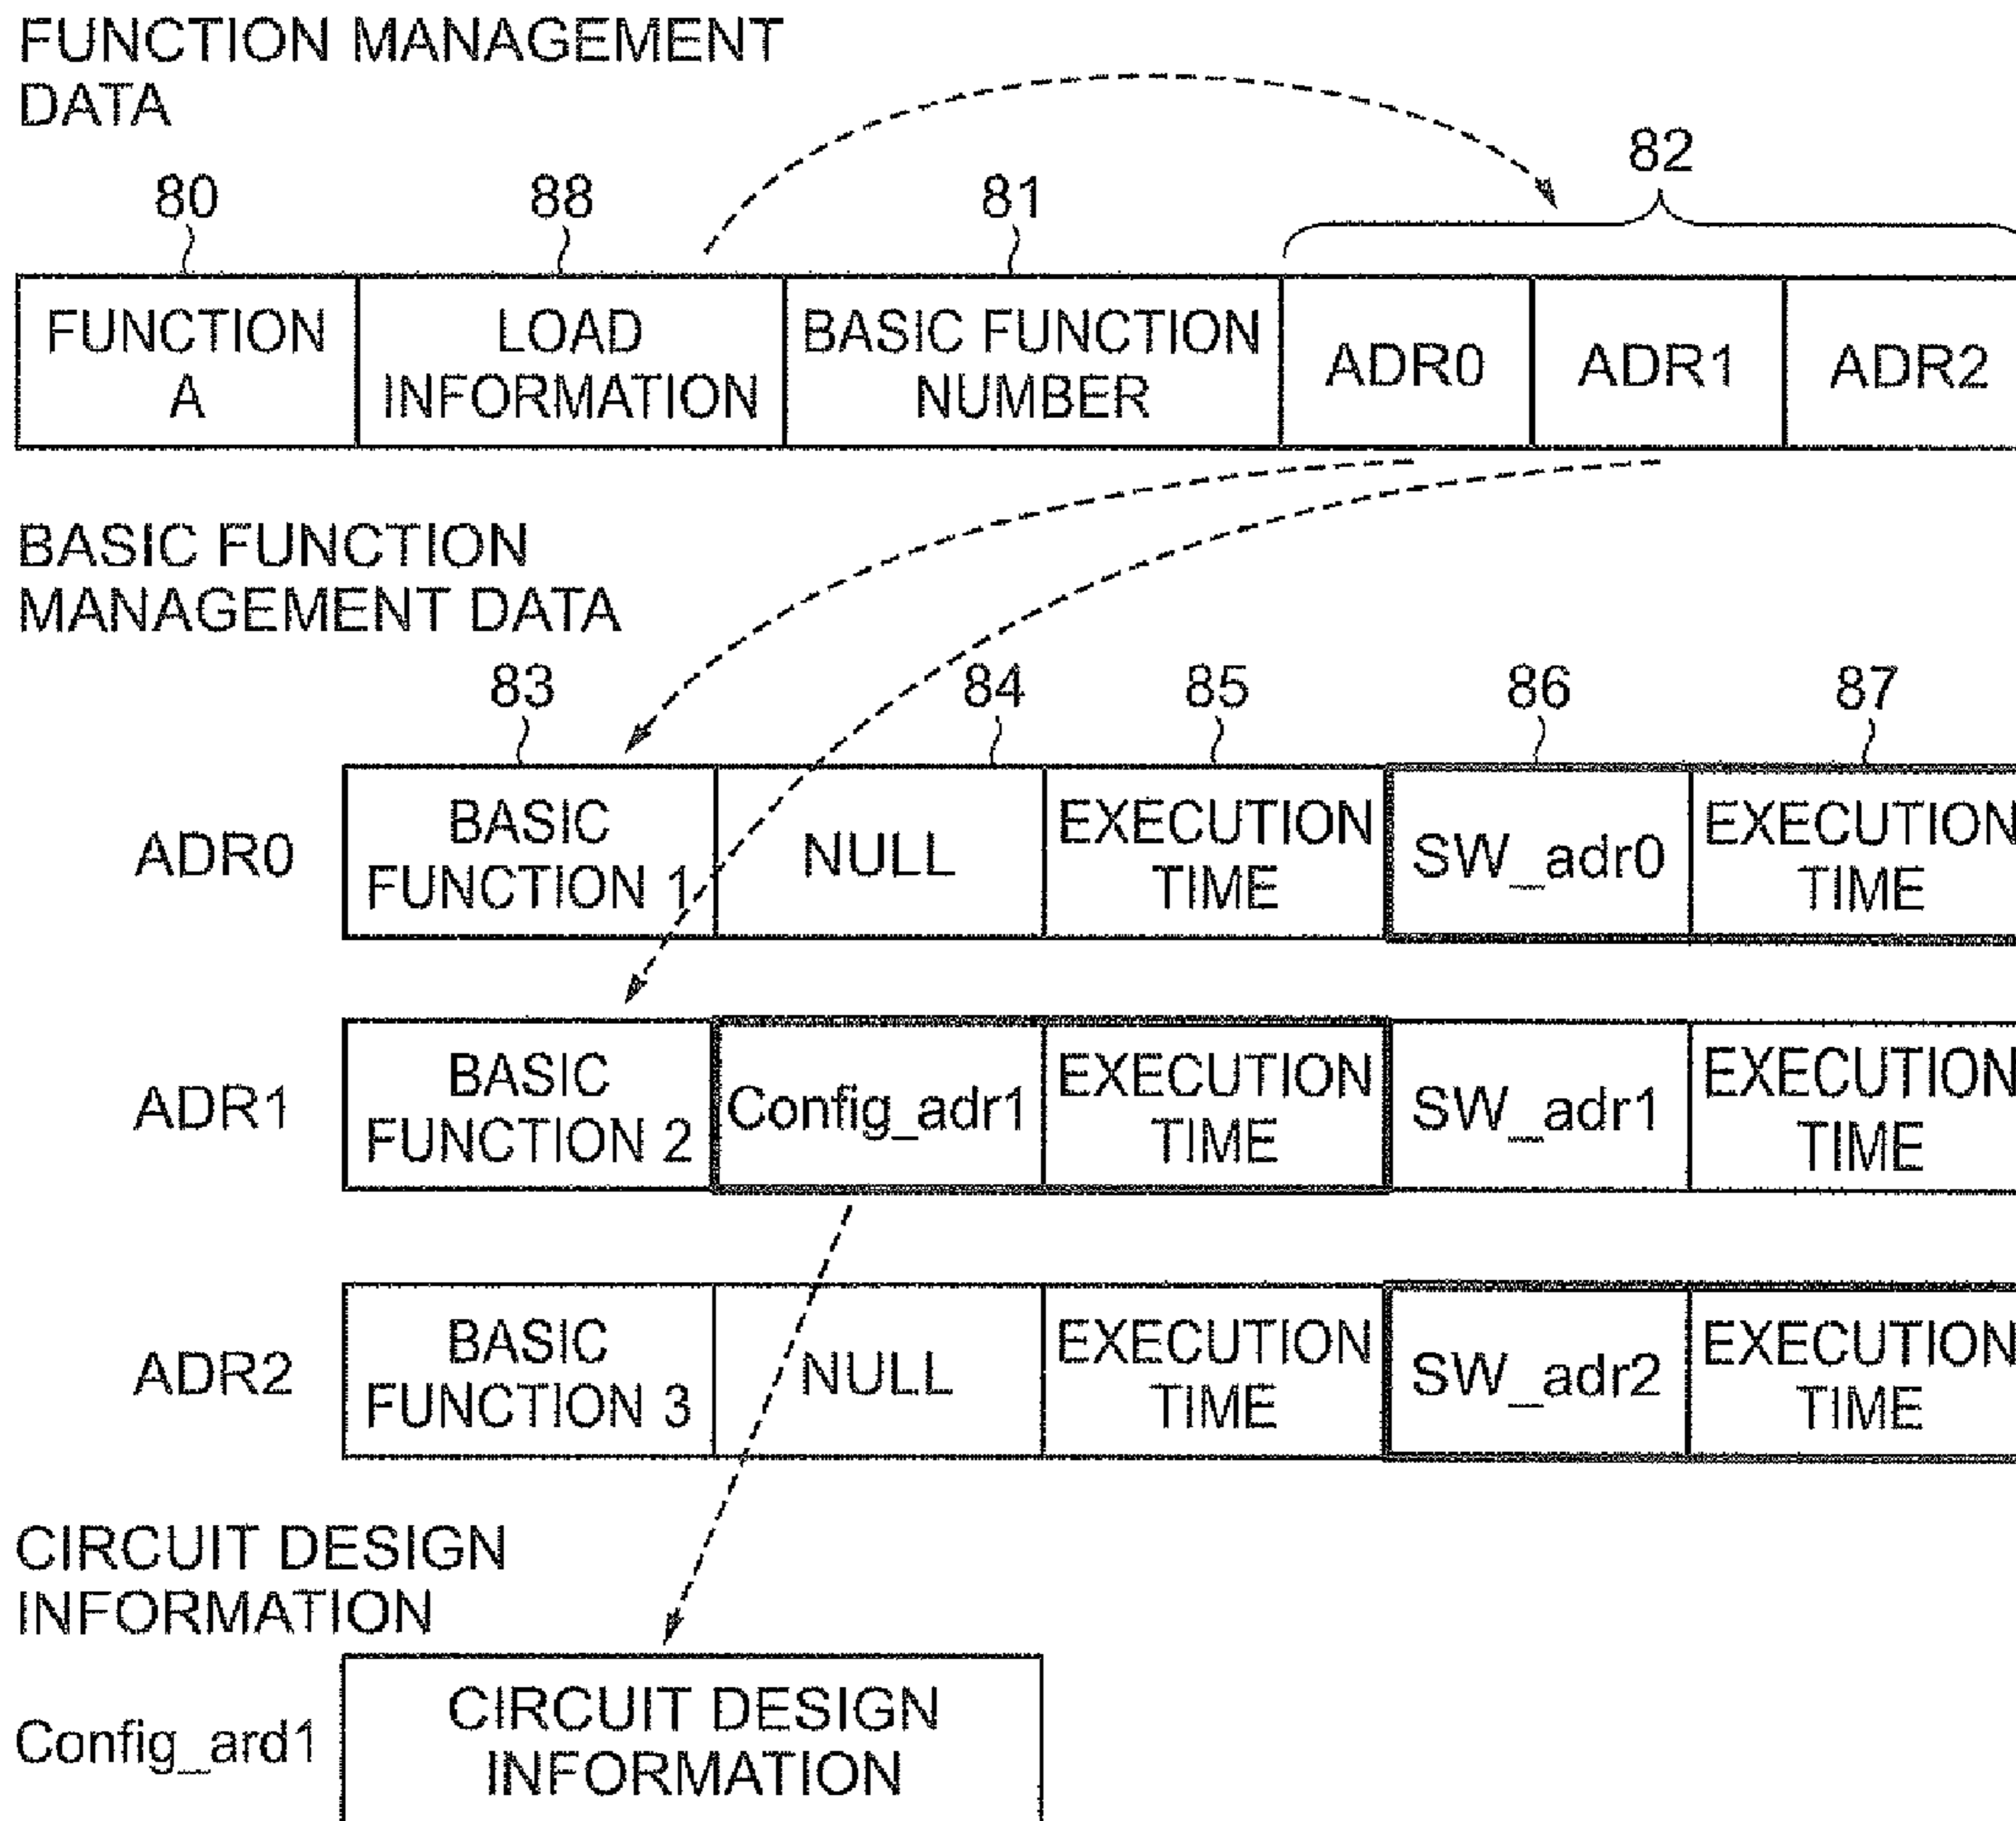 FUNCTION MANAGEMENT
DATA
82
80 88 81
FUNCTION
A
LOAD
INFORMATION
BASIC FUNCTION
NUMBER
ADR0 ADR1 ADR2
BASIC FUNCTION
MANAGEMENT DATA
83 84 85 86 87
ADR0
BASIC
FUNCTION 1
NULL
EXECUTION
TIME
SW_adr0
EXECUTION
TIME
ADR1
BASIC
FUNCTION 2
Config_adr1
EXECUTION
TIME
SW_adr1
EXECUTION
TIME
ADR2
BASIC
FUNCTION 3
NULL
EXECUTION
TIME
SW_adr2
EXECUTION
TIME
CIRCUIT DESIGN
INFORMATION
Config_ard1
CIRCUIT DESIGN
INFORMATION